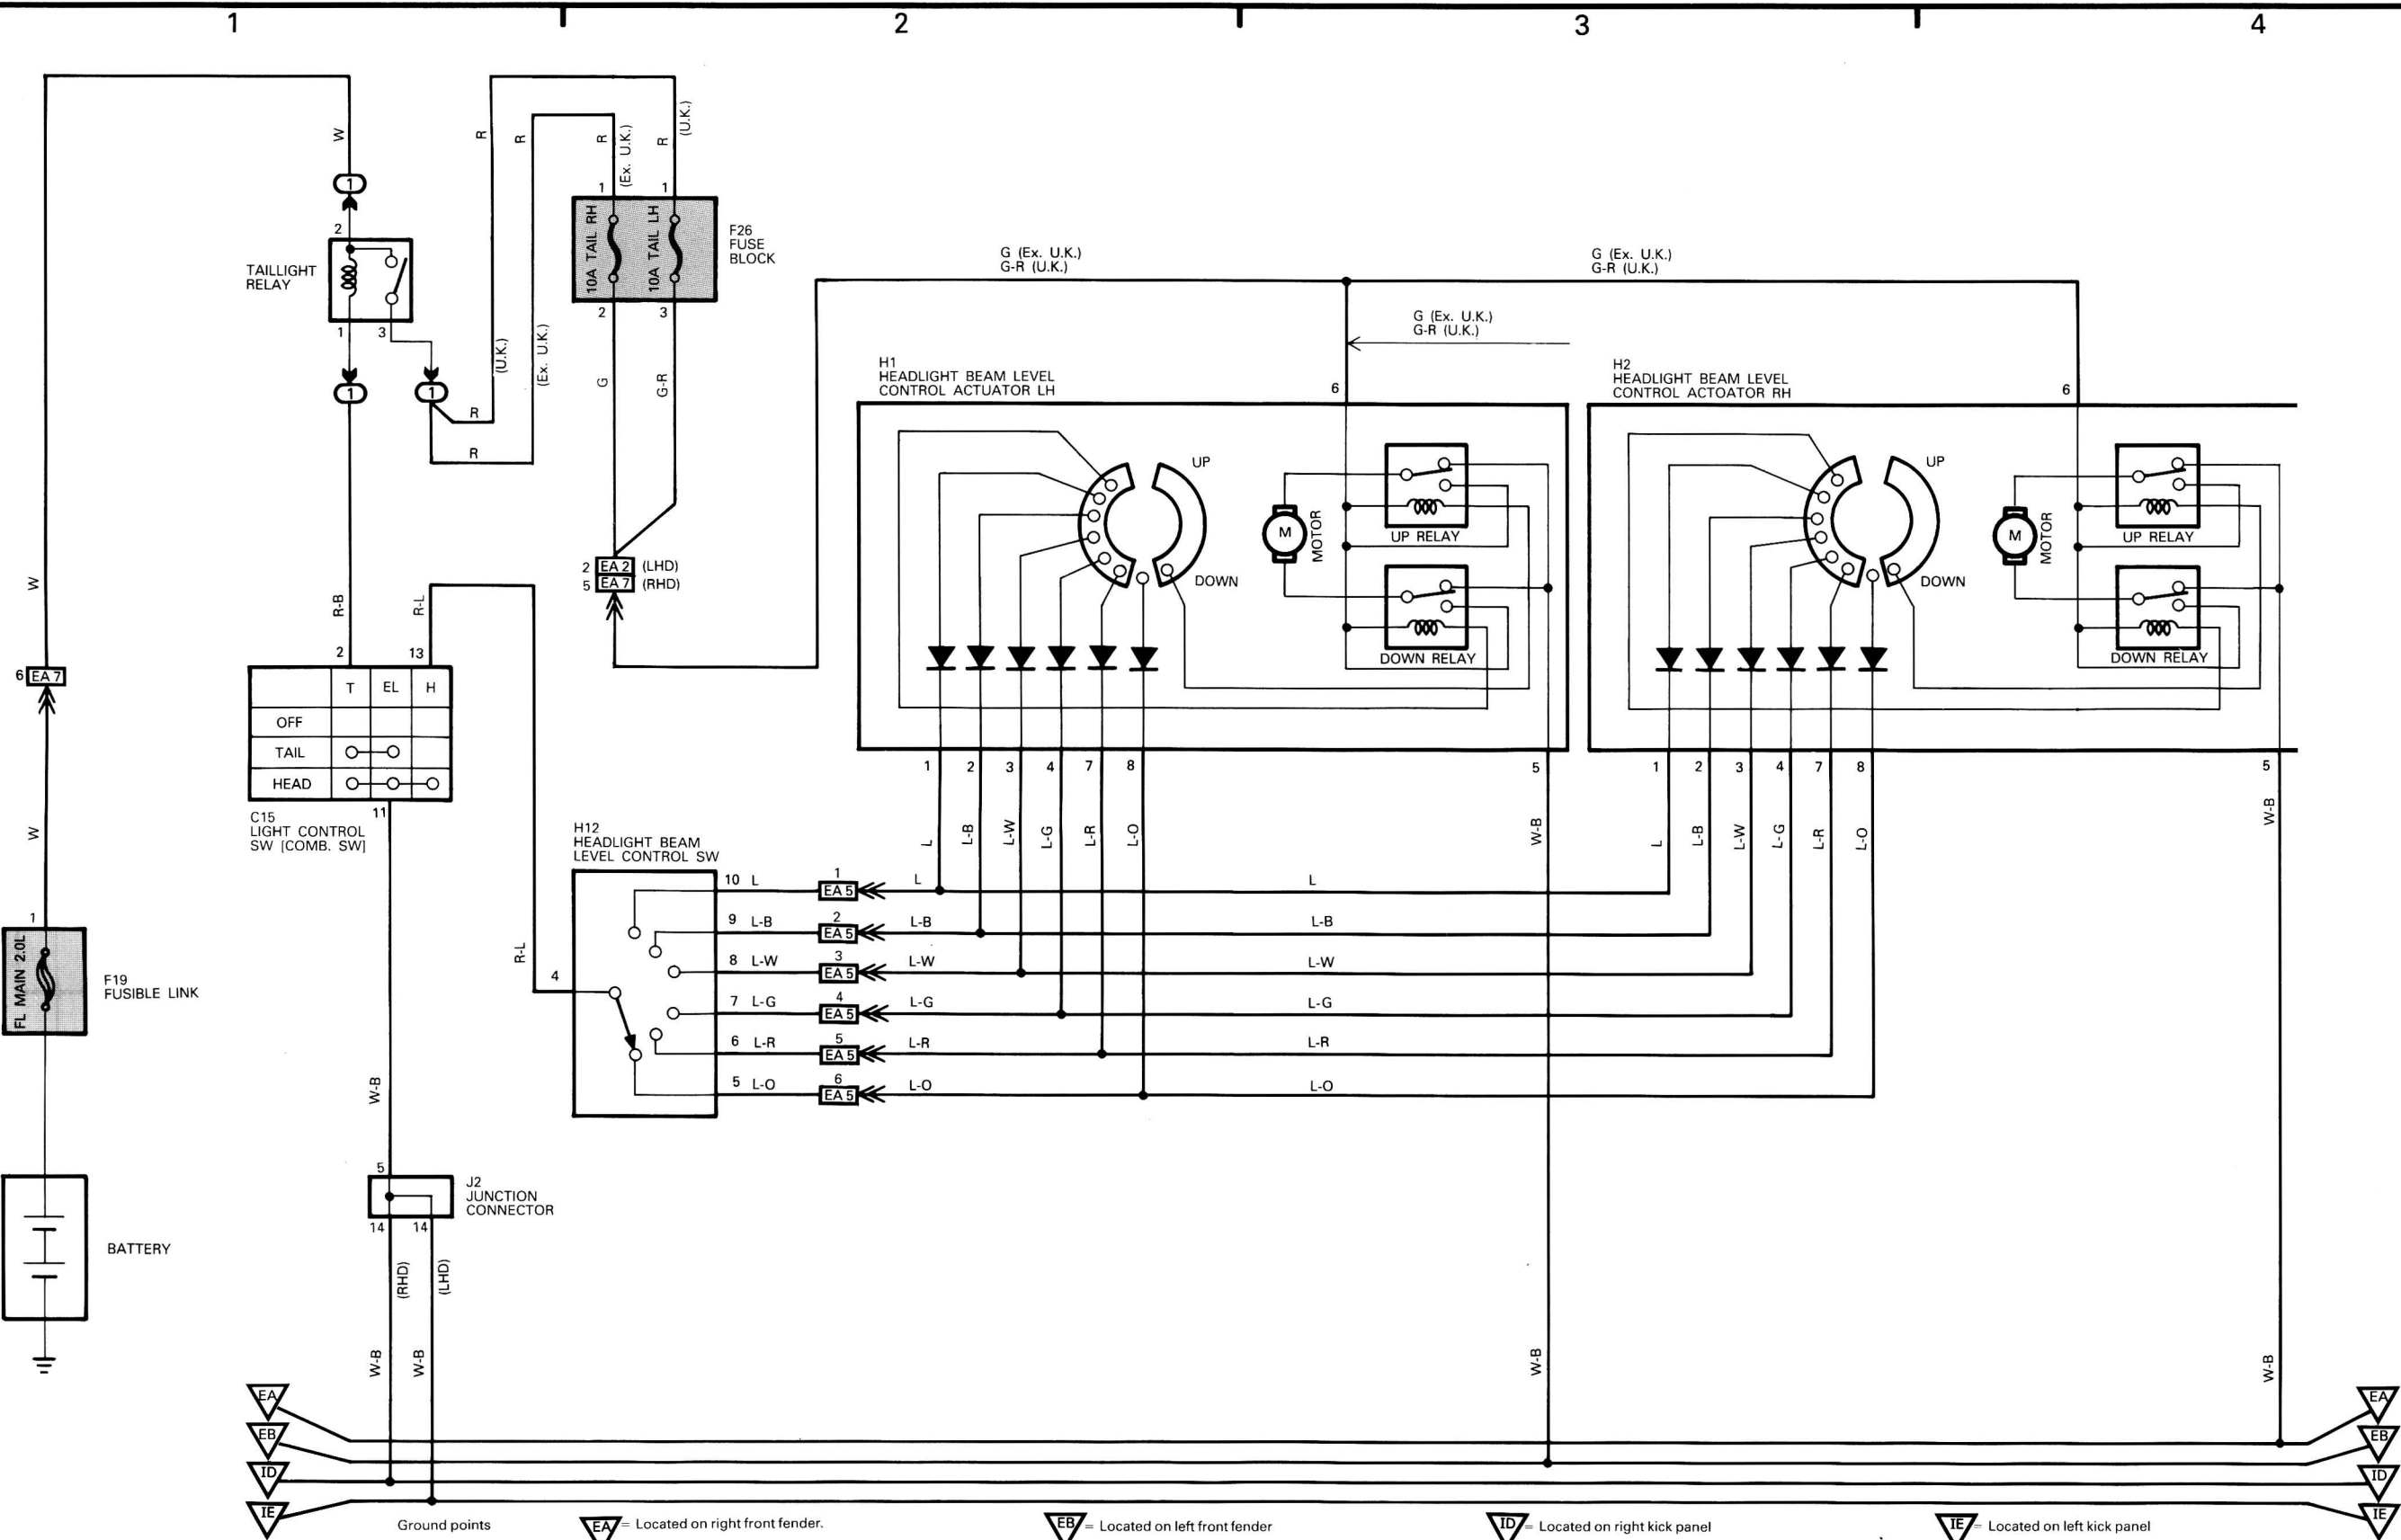 1 2 3 4
W
R
R
R
(Ex. U.K.)
R
(U.K.)
1
2
TAILLIGHT
RELAY
1 3
1
1
1 1
10A TAIL RH
10A TAIL LH
F26
FUSE
BLOCK
2 3
(U.K.)
(Ex. U.K.)
G
G-R
R
R
G (Ex. U.K.)
G-R (U.K.)
G (Ex. U.K.)
G-R (U.K.)
G (Ex. U.K.)
G-R (U.K.)
H1
HEADLIGHT BEAM LEVEL
CONTROL ACTUATOR LH
6
H2
HEADLIGHT BEAM LEVEL
CONTROL ACTOATOR RH
6
UP
DOWN
M
MOTOR
UP RELAY
DOWN RELAY
UP
DOWN
M
MOTOR
UP RELAY
DOWN RELAY
2 EA 2 (LHD)
5 EA 7 (RHD)
W
R-B
R-L
6 EA 7
2 13
T EL H
OFF
TAIL
HEAD
11
C15
LIGHT CONTROL
SW [COMB. SW]
W
1
FL MAIN 2.0L
F19
FUSIBLE LINK
1 2 3 4 7 8 5
L L-B L-W L-G L-R L-O W-B
1 2 3 4 7 8 5
L L-B L-W L-G L-R L-O W-B
H12
HEADLIGHT BEAM
LEVEL CONTROL SW
R-L
4
10 L 1 EA 5 L L
9 L-B 2 EA 5 L-B L-B
8 L-W 3 EA 5 L-W L-W
7 L-G 4 EA 5 L-G L-G
6 L-R 5 EA 5 L-R L-R
5 L-O 6 EA 5 L-O L-O
W-B
5
J2
JUNCTION
CONNECTOR
14 14
BATTERY
(RHD)
(LHD)
W-B
W-B
W-B
W-B
EA EA
EB EB
ID ID
IE IE
Ground points
EA = Located on right front fender.
EB = Located on left front fender
ID = Located on right kick panel
IE = Located on left kick panel